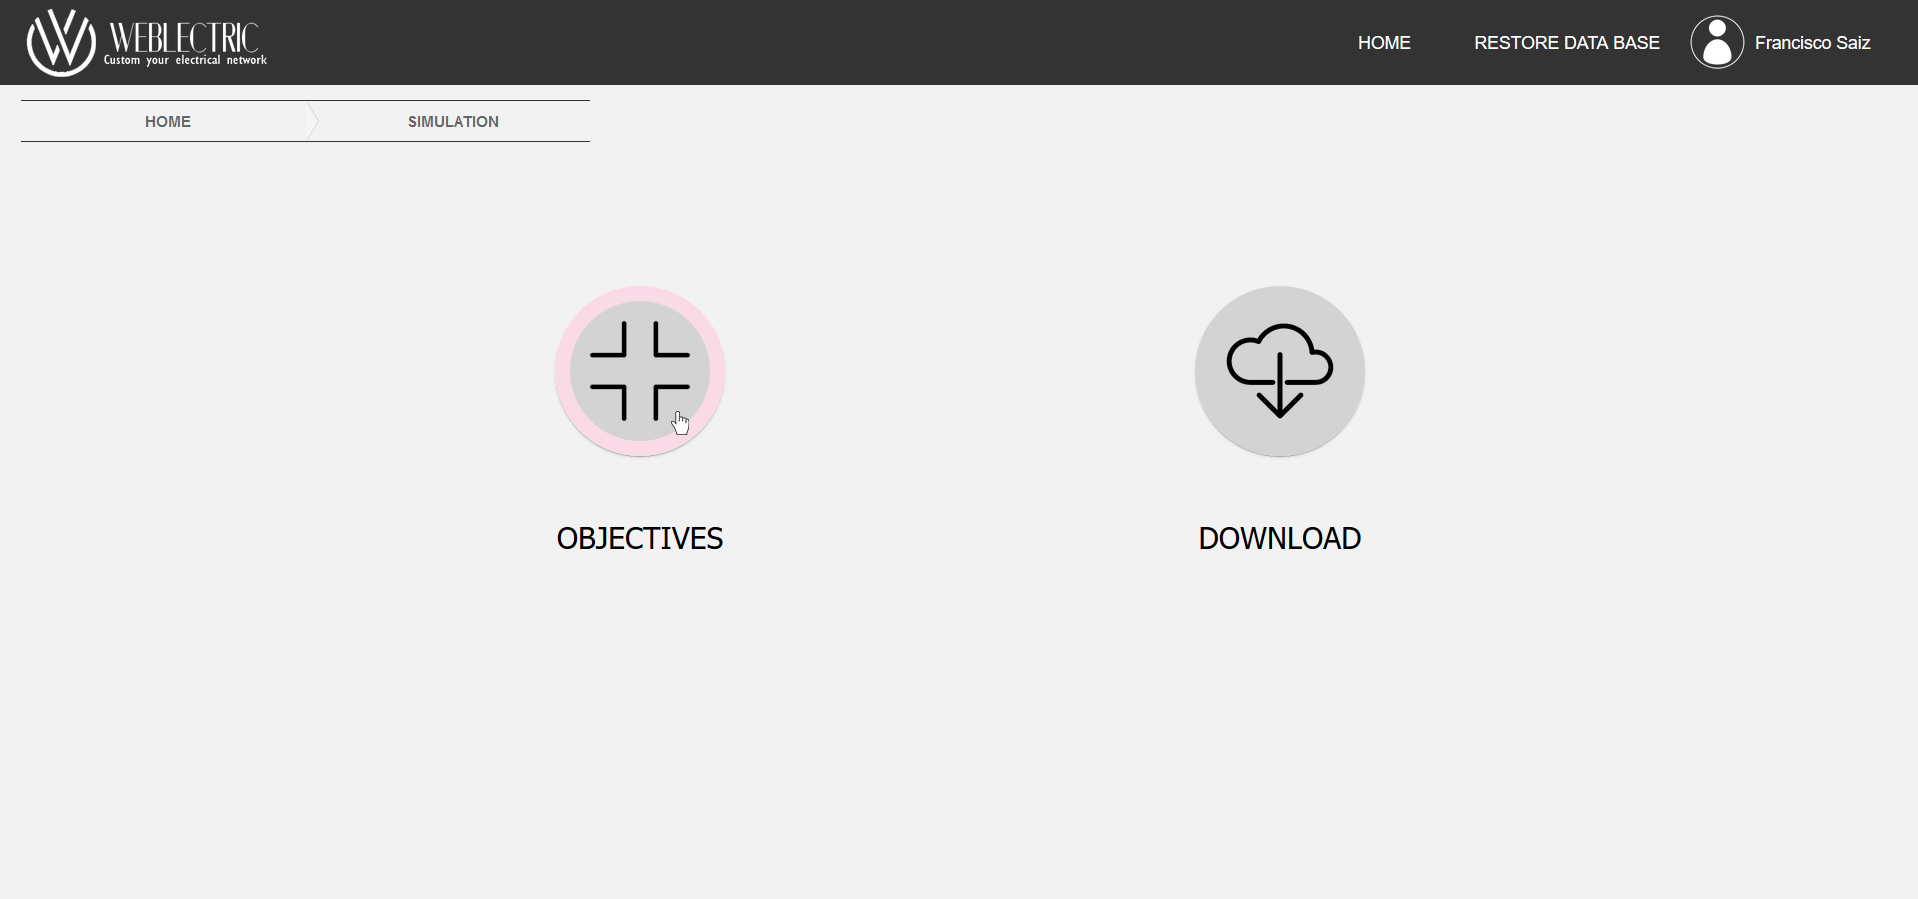 WEBLECTRIC
Custom your electrical network
HOME
RESTORE DATA BASE
Francisco Saiz
HOME
SIMULATION
OBJECTIVES
DOWNLOAD